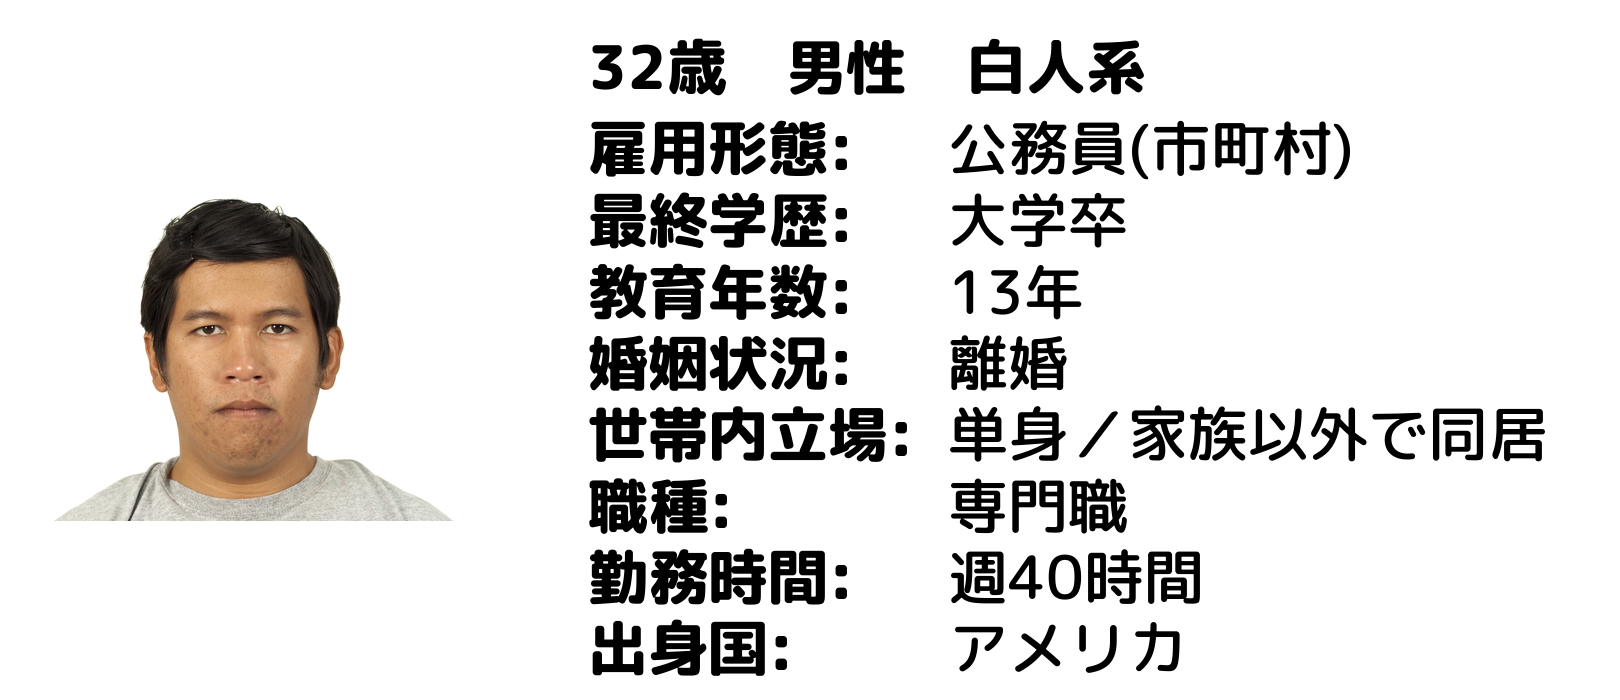 32歳　男性　白人系
雇用形態:　公務員(市町村)
最終学歴:　大学卒
教育年数:　13年
婚姻状況:　離婚
世帯内立場:　単身／家族以外で同居
職種:　専門職
勤務時間:　週40時間
出身国:　アメリカ